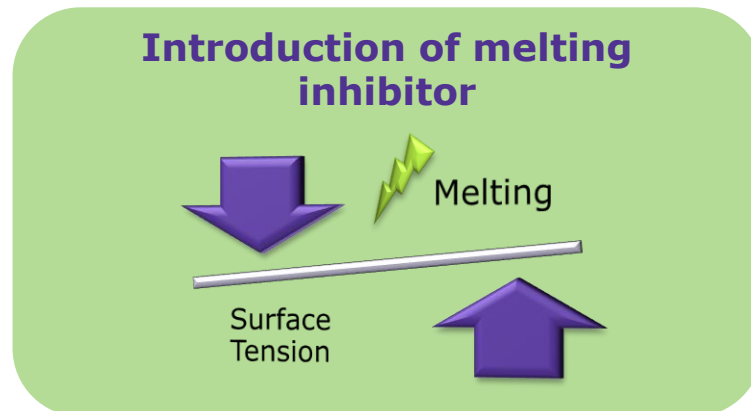 Introduction of melting
inhibitor
Melting
Surface
Tension